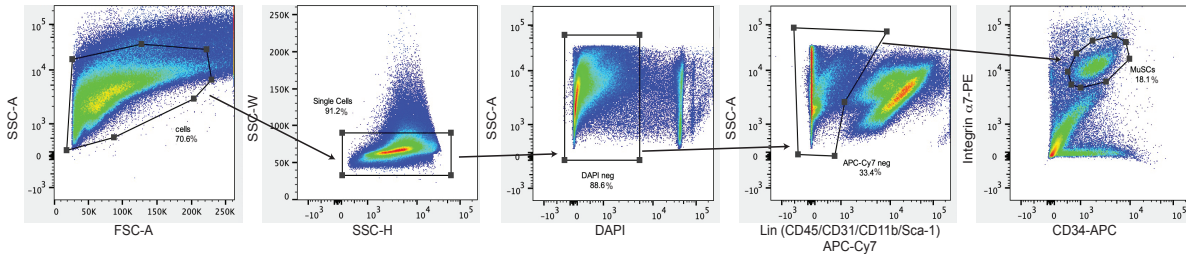 10⁵
10⁴
10³
0
-10³
SSC-A
cells
70.6%
0 50K 100K 150K 200K 250K
FSC-A
250K
200K
150K
100K
50K
0
SSC-W
Single Cells
91.2%
-10³ 10³ 10⁴ 10⁵
SSC-H
10⁵
10⁴
10³
0
-10³
SSC-A
DAPI neg
88.6%
-10³ 0 10³ 10⁴ 10⁵
DAPI
10⁵
10⁴
10³
0
-10³
SSC-A
APC-Cy7 neg
33.4%
-10³ 0 10³ 10⁴ 10⁵
Lin (CD45/CD31/CD11b/Sca-1)
APC-Cy7
10⁵
10⁴
10³
0
-10³
Integrin α7-PE
MuSCs
18.1%
-10³ 0 10³ 10⁴ 10⁵
CD34-APC